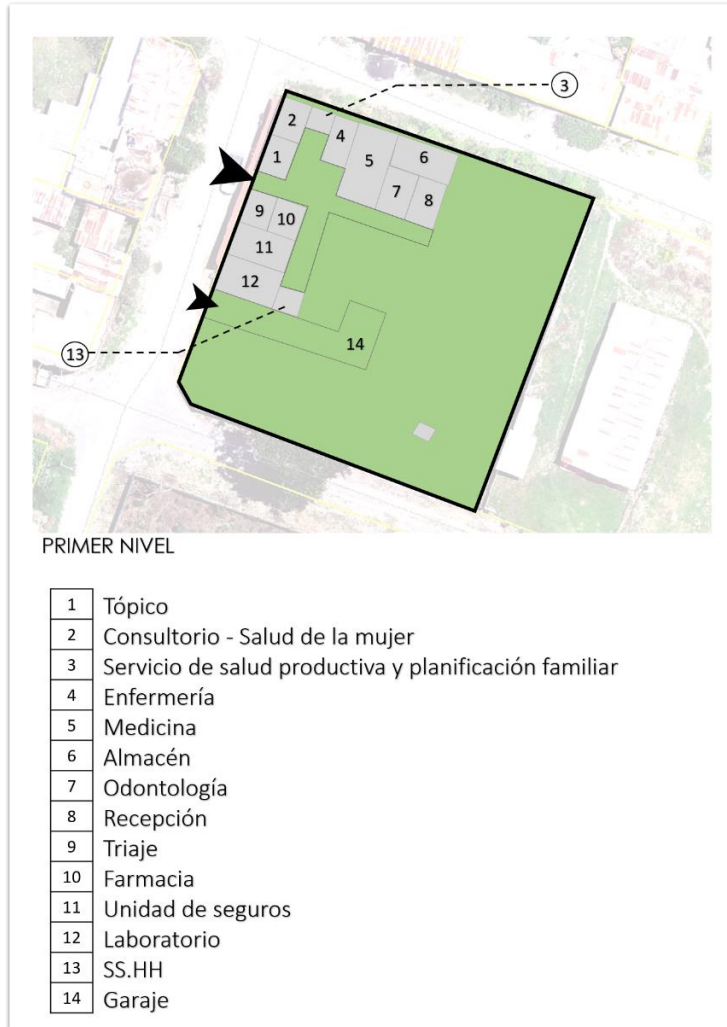 3
2
4
6
1
5
7
8
9
10
11
12
13
14
PRIMER NIVEL
1 Tópico
2 Consultorio - Salud de la mujer
3 Servicio de salud productiva y planificación familiar
4 Enfermería
5 Medicina
6 Almacén
7 Odontología
8 Recepción
9 Triaje
10 Farmacia
11 Unidad de seguros
12 Laboratorio
13 SS.HH
14 Garaje